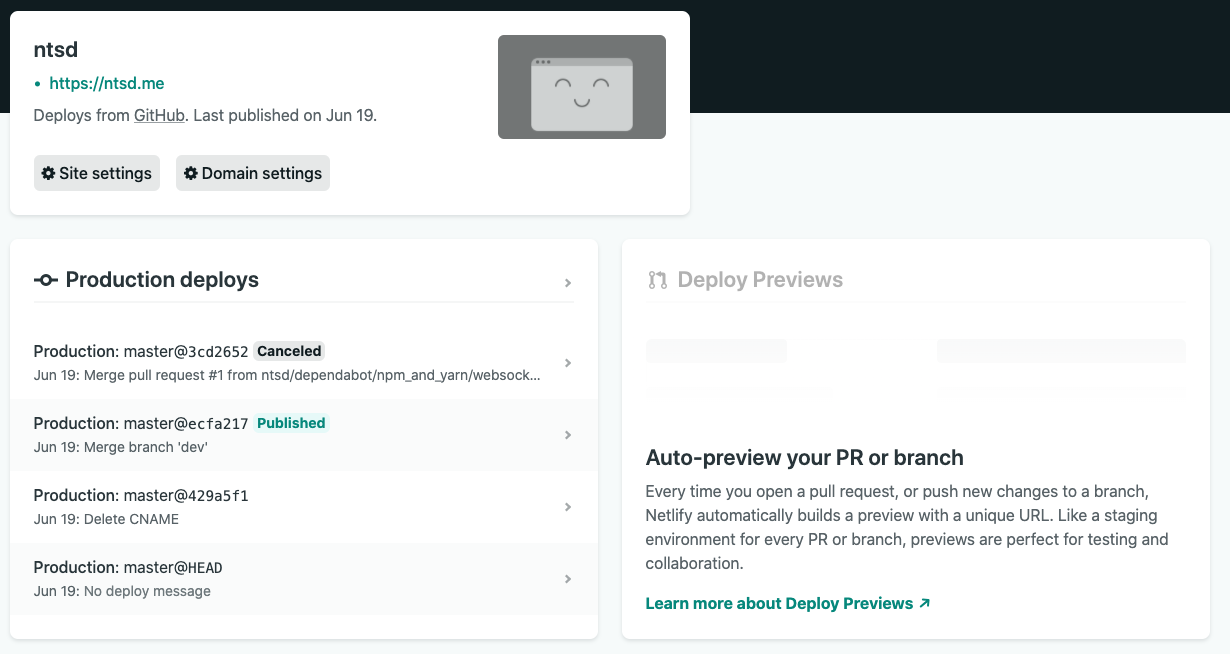 ntsd
• https://ntsd.me
Deploys from GitHub. Last published on Jun 19.
Site settings
Domain settings
Production deploys
Production: master@3cd2652 Canceled
Jun 19: Merge pull request #1 from ntsd/dependabot/npm_and_yarn/websock...
Production: master@ecfa217 Published
Jun 19: Merge branch 'dev'
Production: master@429a5f1
Jun 19: Delete CNAME
Production: master@HEAD
Jun 19: No deploy message
Deploy Previews
Auto-preview your PR or branch
Every time you open a pull request, or push new changes to a branch,
Netlify automatically builds a preview with a unique URL. Like a staging
environment for every PR or branch, previews are perfect for testing and
collaboration.
Learn more about Deploy Previews